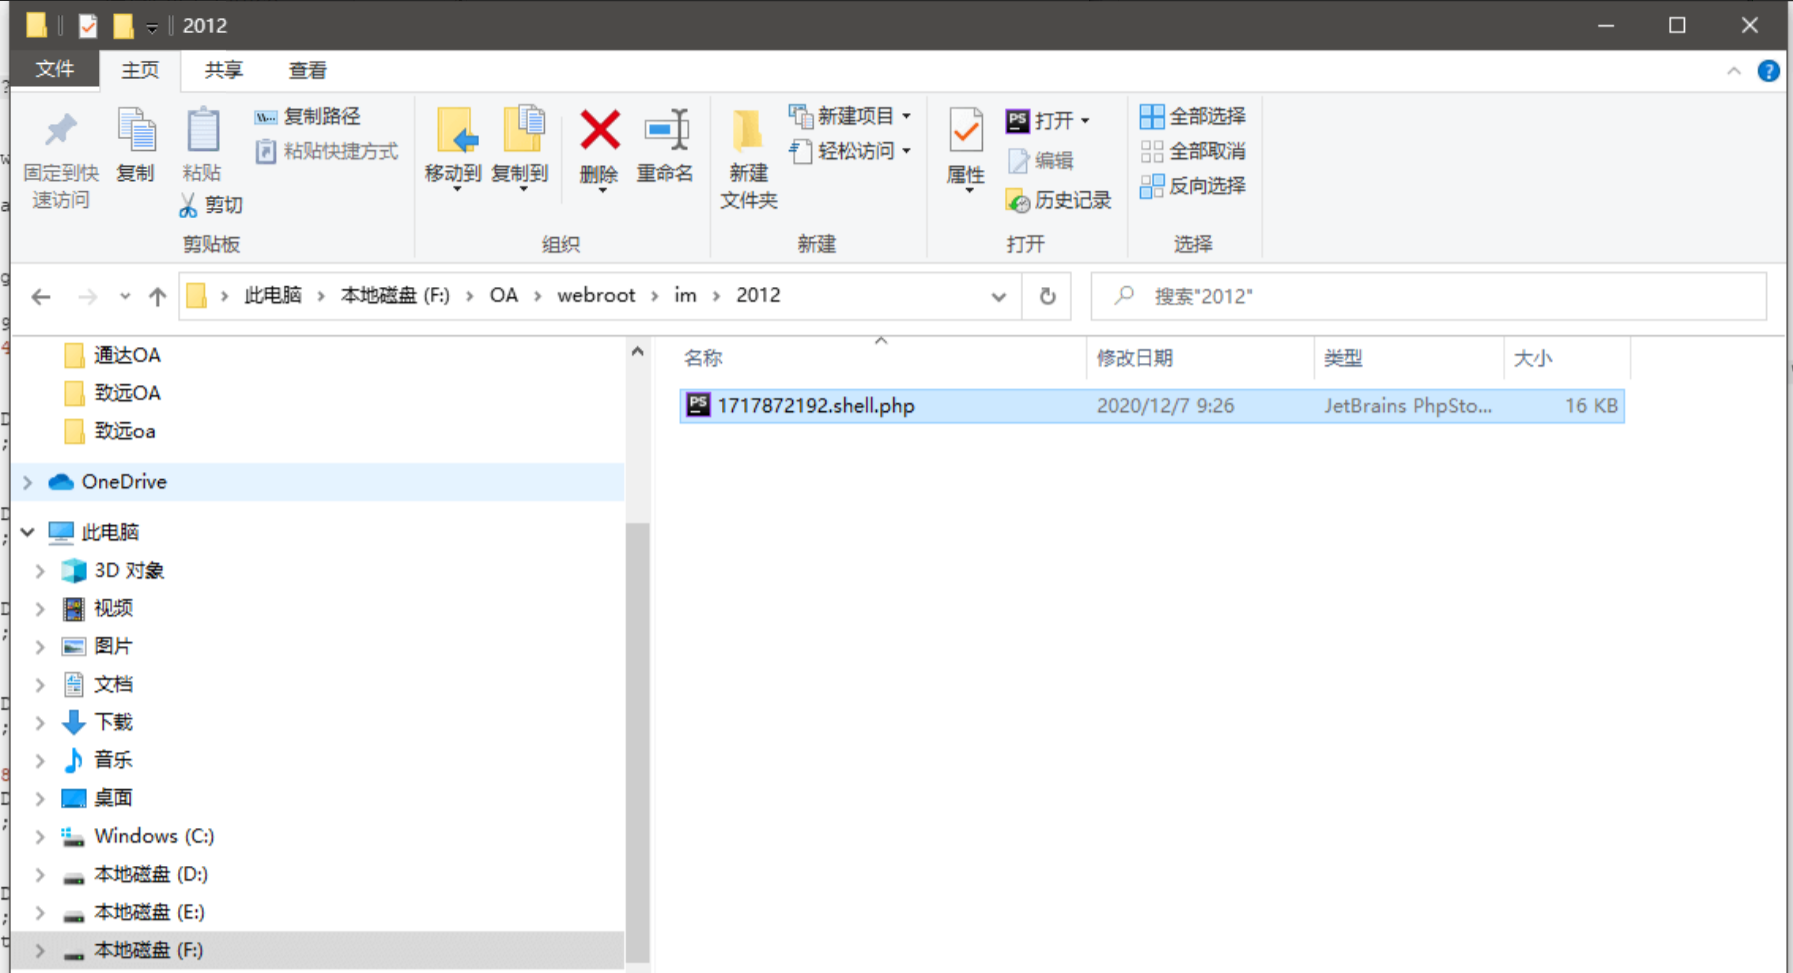 2012
文件 主页 共享 查看
固定到快速访问
复制
粘贴
复制路径
粘贴快捷方式
剪切
剪贴板
移动到
复制到
删除
重命名
组织
新建
文件夹
新建项目
轻松访问
新建
属性
打开
编辑
历史记录
打开
全部选择
全部取消
反向选择
选择
此电脑 › 本地磁盘 (F:) › OA › webroot › im › 2012
搜索"2012"
通达OA
致远OA
致远oa
OneDrive
此电脑
3D 对象
视频
图片
文档
下载
音乐
桌面
Windows (C:)
本地磁盘 (D:)
本地磁盘 (E:)
本地磁盘 (F:)
名称 修改日期 类型 大小
PS 1717872192.shell.php 2020/12/7 9:26 JetBrains PhpSto... 16 KB